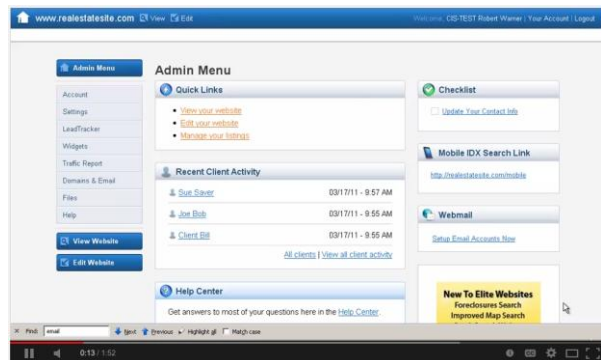 www.realestatesite.com View Edit
Welcome, CIS-TEST Robert Warner | Your Account | Logout
Admin Menu
Account
Settings
LeadTracker
Widgets
Traffic Report
Domains & Email
Files
Help
View Website
Edit Website
Admin Menu
Quick Links
View your website
Edit your website
Manage your listings
Recent Client Activity
Sue Saver 03/17/11 - 9:57 AM
Joe Bob 03/17/11 - 9:55 AM
Client Bill 03/17/11 - 9:55 AM
All clients | View all client activity
Help Center
Get answers to most of your questions here in the Help Center.
Checklist
Update Your Contact Info
Mobile IDX Search Link
http://realestatesite.com/mobile
Webmail
Setup Email Accounts Now
New To Elite Websites
Foreclosures Search
Improved Map Search
× Find: email Next Previous Highlight all Match case
0:13 / 1:52